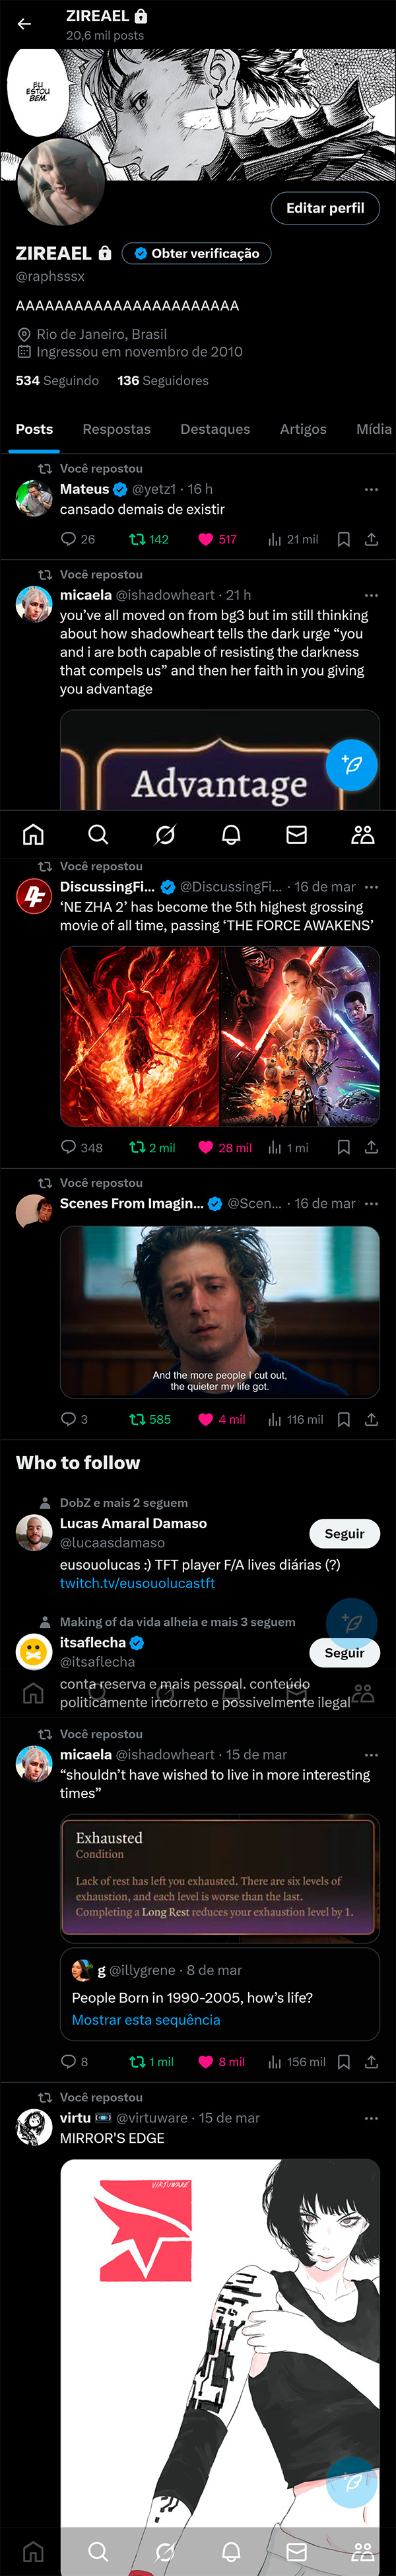 ZIREAEL
20,6 mil posts
EU
ESTOU
BEM.
Editar perfil
ZIREAEL
Obter verificação
@raphsssx
AAAAAAAAAAAAAAAAAAAAAAA
Rio de Janeiro, Brasil
Ingressou em novembro de 2010
534 Seguindo 136 Seguidores
Posts Respostas Destaques Artigos Mídia
Você repostou
Mateus @yetz1 · 16 h
cansado demais de existir
26 142 517 21 mil
Você repostou
micaela @ishadowheart · 21 h
you’ve all moved on from bg3 but im still thinking
about how shadowheart tells the dark urge “you
and i are both capable of resisting the darkness
that compels us” and then her faith in you giving
you advantage
Advantage
Você repostou
DiscussingFi... @DiscussingFi... · 16 de mar
‘NE ZHA 2’ has become the 5th highest grossing
movie of all time, passing ‘THE FORCE AWAKENS’
348 2 mil 28 mil 1 mi
Você repostou
Scenes From Imagin... @Scen... · 16 de mar
And the more people I cut out,
the quieter my life got.
3 585 4 mil 116 mil
Who to follow
DobZ e mais 2 seguem
Lucas Amaral Damaso
@lucaasdamaso
Seguir
eusouolucas :) TFT player F/A lives diárias (?)
twitch.tv/eusouolucastft
Making of da vida alheia e mais 3 seguem
itsaflecha
@itsaflecha
Seguir
conta reserva e mais pessoal. conteúdo
politicamente incorreto e possivelmente ilegal
Você repostou
micaela @ishadowheart · 15 de mar
“shouldn’t have wished to live in more interesting
times”
Exhausted
Condition
Lack of rest has left you exhausted. There are six levels of
exhaustion, and each level is worse than the last.
Completing a Long Rest reduces your exhaustion level by 1.
g @illygrene · 8 de mar
People Born in 1990-2005, how’s life?
Mostrar esta sequência
8 1 mil 8 mil 156 mil
Você repostou
virtu @virtuware · 15 de mar
MIRROR'S EDGE
VIRTUWARE